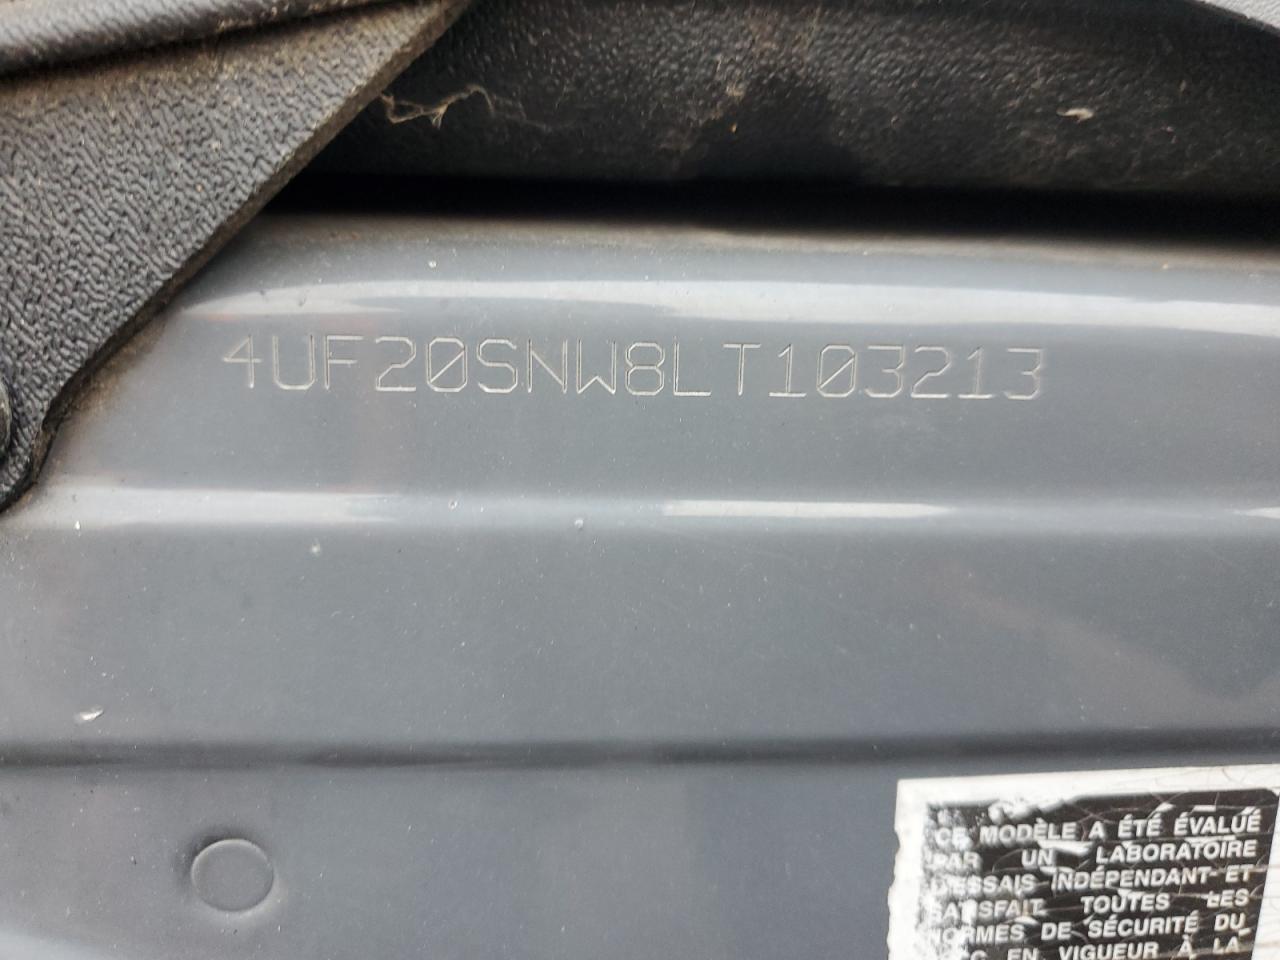 4UF20SNW8LT103213
CE MODÈLE A ÉTÉ ÉVALUÉ
PAR UN LABORATOIRE
D'ESSAIS INDÉPENDANT ET
SATISFAIT TOUTES LES
NORMES DE SÉCURITÉ DU
EN VIGUEUR À LA